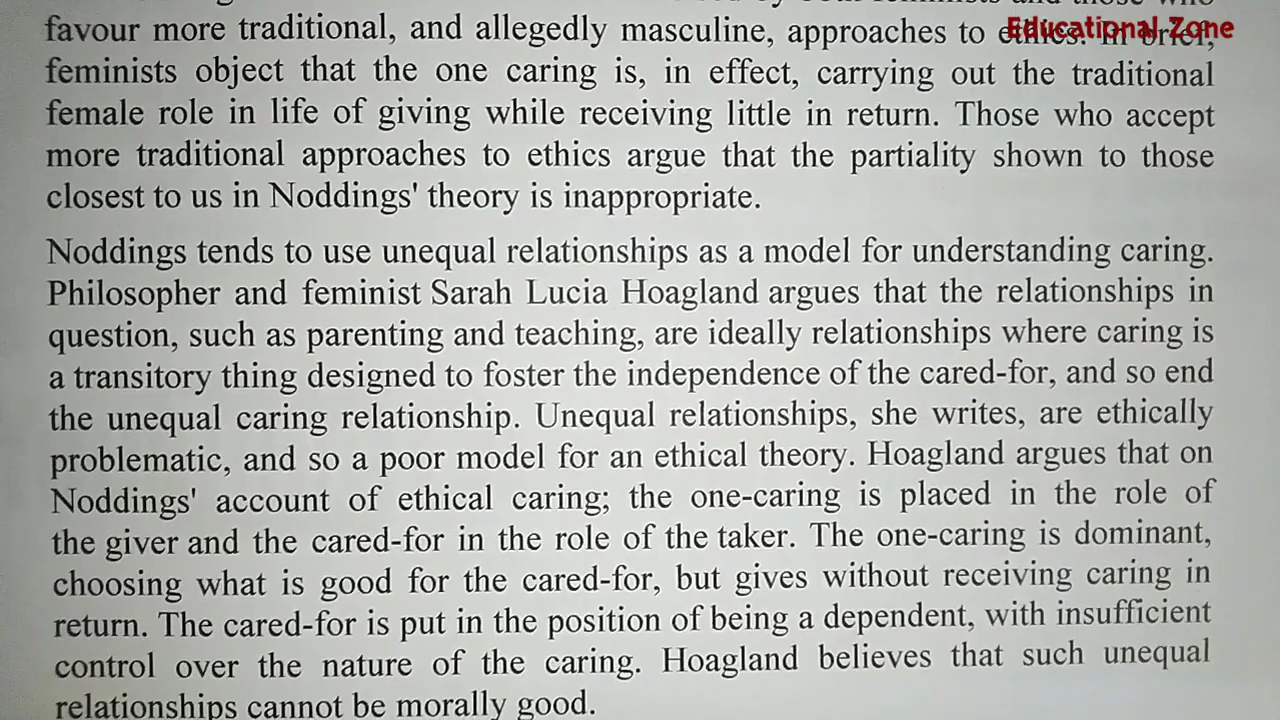 favour more traditional, and allegedly masculine, approaches to ethics. In brief,
Educational Zone
feminists object that the one caring is, in effect, carrying out the traditional
female role in life of giving while receiving little in return. Those who accept
more traditional approaches to ethics argue that the partiality shown to those
closest to us in Noddings' theory is inappropriate.
Noddings tends to use unequal relationships as a model for understanding caring.
Philosopher and feminist Sarah Lucia Hoagland argues that the relationships in
question, such as parenting and teaching, are ideally relationships where caring is
a transitory thing designed to foster the independence of the cared-for, and so end
the unequal caring relationship. Unequal relationships, she writes, are ethically
problematic, and so a poor model for an ethical theory. Hoagland argues that on
Noddings' account of ethical caring; the one-caring is placed in the role of
the giver and the cared-for in the role of the taker. The one-caring is dominant,
choosing what is good for the cared-for, but gives without receiving caring in
return. The cared-for is put in the position of being a dependent, with insufficient
control over the nature of the caring. Hoagland believes that such unequal
relationships cannot be morally good.